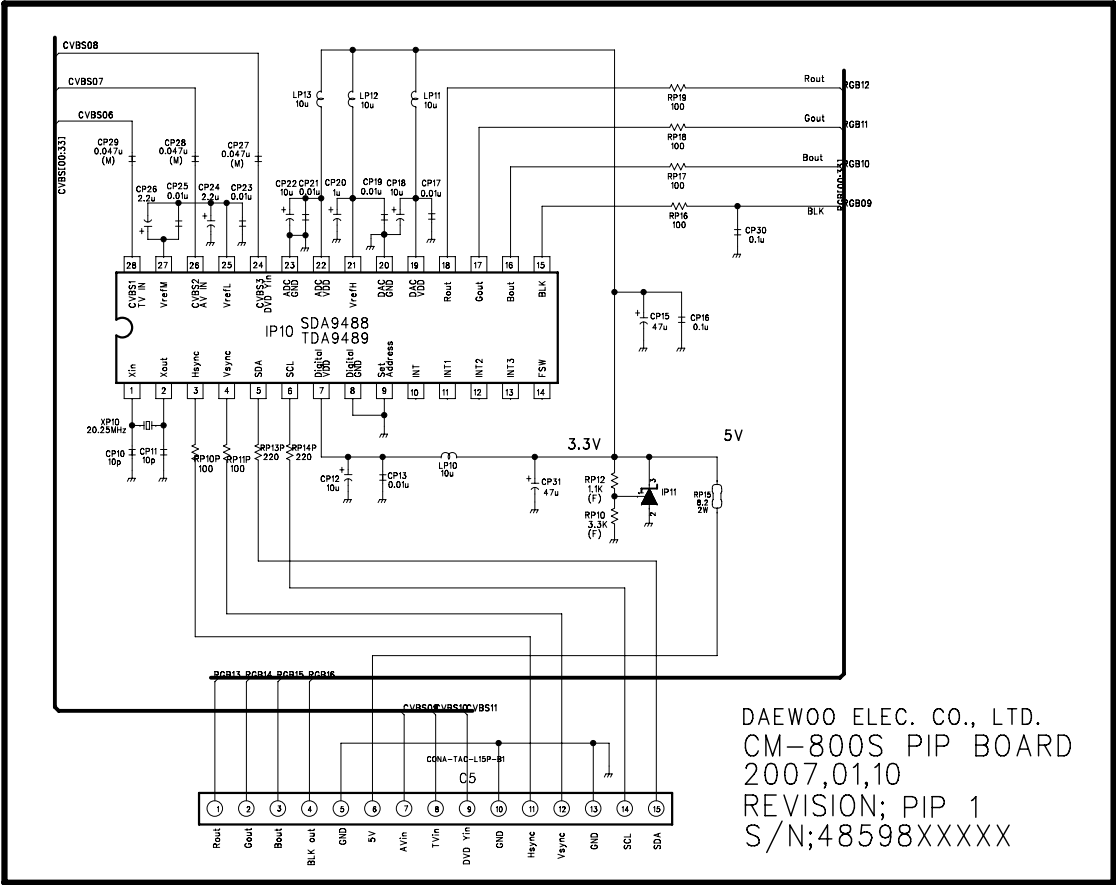 CVBS08
CVBS07
CVBS06
CVBS[00:33]
CP29
0.047u
(M)
CP28
0.047u
(M)
CP27
0.047u
(M)
CP26
2.2u
CP25
0.01u
CP24
2.2u
CP23
0.01u
CP22
10u
CP21
0.01u
CP20
1u
CP19
0.01u
CP18
10u
CP17
0.01u
LP13
10u
LP12
10u
LP11
10u
Rout
RGB12
RP19
100
Gout
RGB11
RP18
100
Bout
RGB10
RP17
100
RGB[00:33]
RGB09
BLK
RP16
100
CP30
0.1u
28 27 26 25 24 23 22 21 20 19 18 17 16 15
CVBS1
TV IN
VrefM
CVBS2
AV IN
VrefL
CVBS3
DVD Yin
ADC
GND
ADC
VDD
VrefH
DAC
GND
DAC
VDD
Rout
Gout
Bout
BLK
IP10
SDA9488
TDA9489
Xin
Xout
Hsync
Vsync
SDA
SCL
Digital
VDD
Digital
GND
Set
Address
INT
INT1
INT2
INT3
FSW
1 2 3 4 5 6 7 8 9 10 11 12 13 14
CP15
47u
CP16
0.1u
XP10
20.25MHz
CP10
10p
CP11
10p
RP10P
100
RP11P
100
RP13P
220
RP14P
220
CP12
10u
CP13
0.01u
LP10
10u
CP31
47u
3.3V
5V
RP12
1.1K
(F)
RP10
3.3K
(F)
3
IP11
2
RP15
8.2
2W
RGB13 RGB14 RGB15 RGB16
CVBS09 CVBS10 CVBS11
CONA-TAC-L15P-B1
C5
1 2 3 4 5 6 7 8 9 10 11 12 13 14 15
Rout
Gout
Bout
BLK out
GND
5V
AVin
TVin
DVD Yin
GND
Hsync
Vsync
GND
SCL
SDA
DAEWOO ELEC. CO., LTD.
CM-800S PIP BOARD
2007,01,10
REVISION; PIP 1
S/N;48598XXXXX